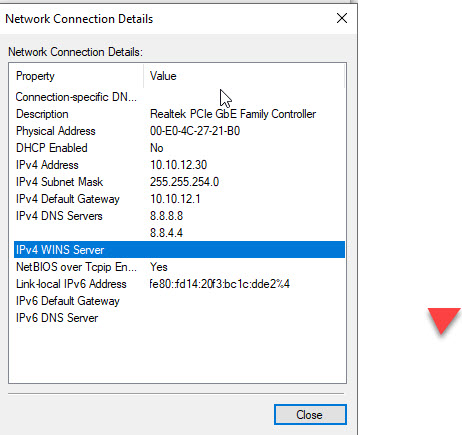 Network Connection Details
Network Connection Details:
Property Value
Connection-specific DN...
Description Realtek PCIe GbE Family Controller
Physical Address 00-E0-4C-27-21-B0
DHCP Enabled No
IPv4 Address 10.10.12.30
IPv4 Subnet Mask 255.255.254.0
IPv4 Default Gateway 10.10.12.1
IPv4 DNS Servers 8.8.8.8
8.8.4.4
IPv4 WINS Server
NetBIOS over Tcpip En... Yes
Link-local IPv6 Address fe80::fd14:20f3:bc1c:dde2%4
IPv6 Default Gateway
IPv6 DNS Server
Close